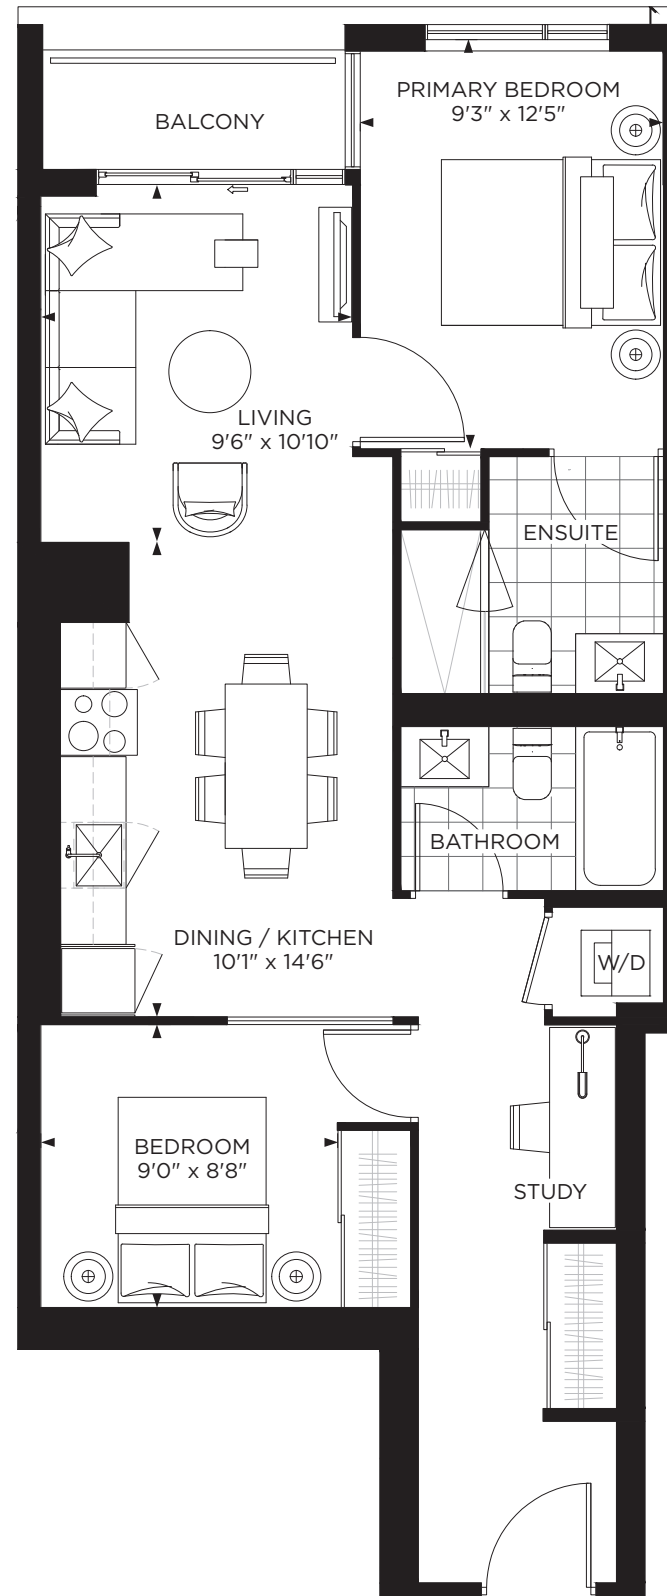 PRIMARY BEDROOM
9'3" x 12'5"
BALCONY
LIVING
9'6" x 10'10"
ENSUITE
BATHROOM
DINING / KITCHEN
10'1" x 14'6"
W/D
BEDROOM
9'0" x 8'8"
STUDY